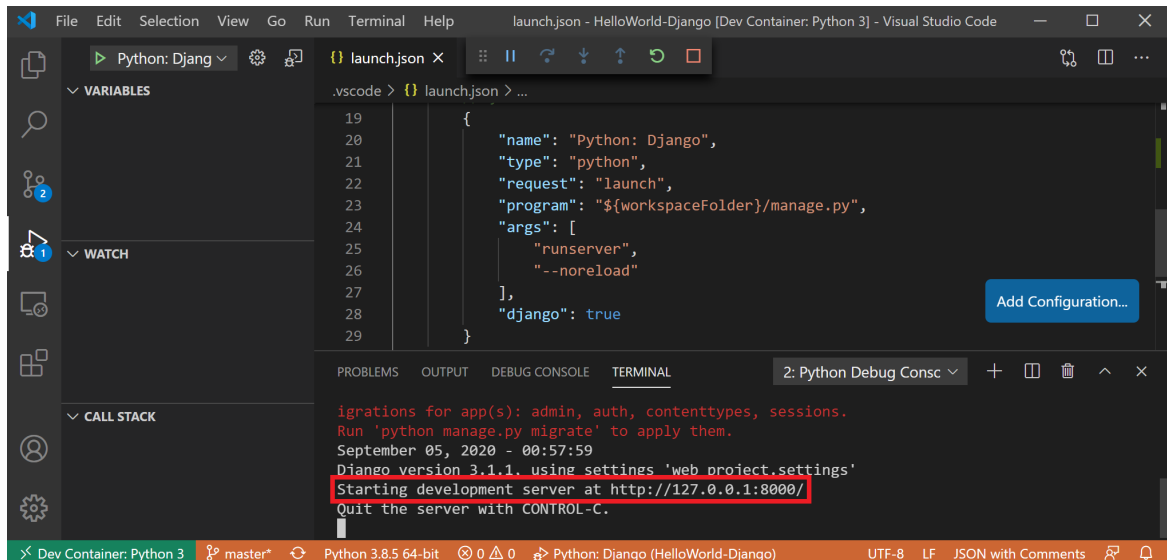 File Edit Selection View Go Run Terminal Help launch.json - HelloWorld-Django [Dev Container: Python 3] - Visual Studio Code
Python: Djang
{} launch.json
VARIABLES
.vscode > {} launch.json > ...
19 {
20 "name": "Python: Django",
21 "type": "python",
22 "request": "launch",
23 "program": "${workspaceFolder}/manage.py",
24 "args": [
25 "runserver",
26 "--noreload"
27 ],
28 "django": true
29 }
2
1
WATCH
Add Configuration...
PROBLEMS OUTPUT DEBUG CONSOLE TERMINAL 2: Python Debug Consc
CALL STACK
igrations for app(s): admin, auth, contenttypes, sessions.
Run 'python manage.py migrate' to apply them.
September 05, 2020 - 00:57:59
Django version 3.1.1, using settings 'web_project.settings'
Starting development server at http://127.0.0.1:8000/
Quit the server with CONTROL-C.
Dev Container: Python 3 master* Python 3.8.5 64-bit 0 0 Python: Django (HelloWorld-Django) UTF-8 LF JSON with Comments